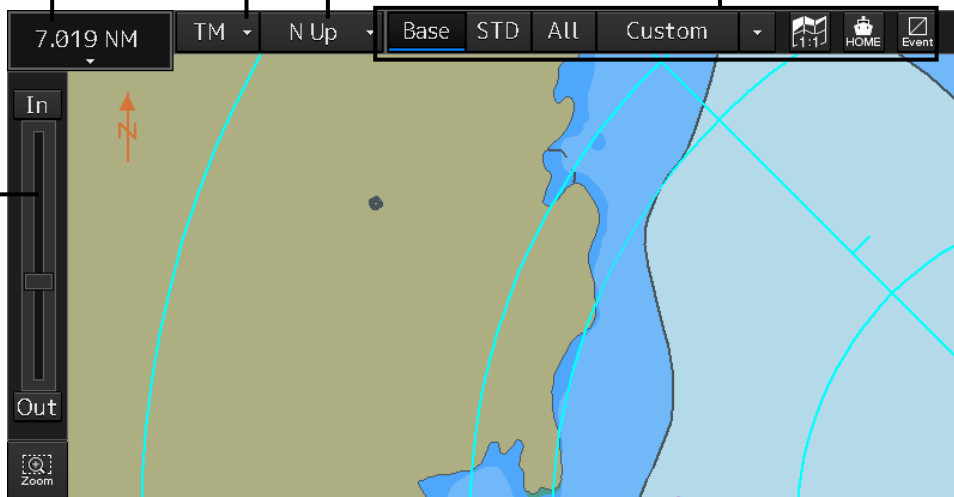 7.019 NM TM N Up Base STD All Custom 1:1 HOME Event
In
N
Out
Zoom